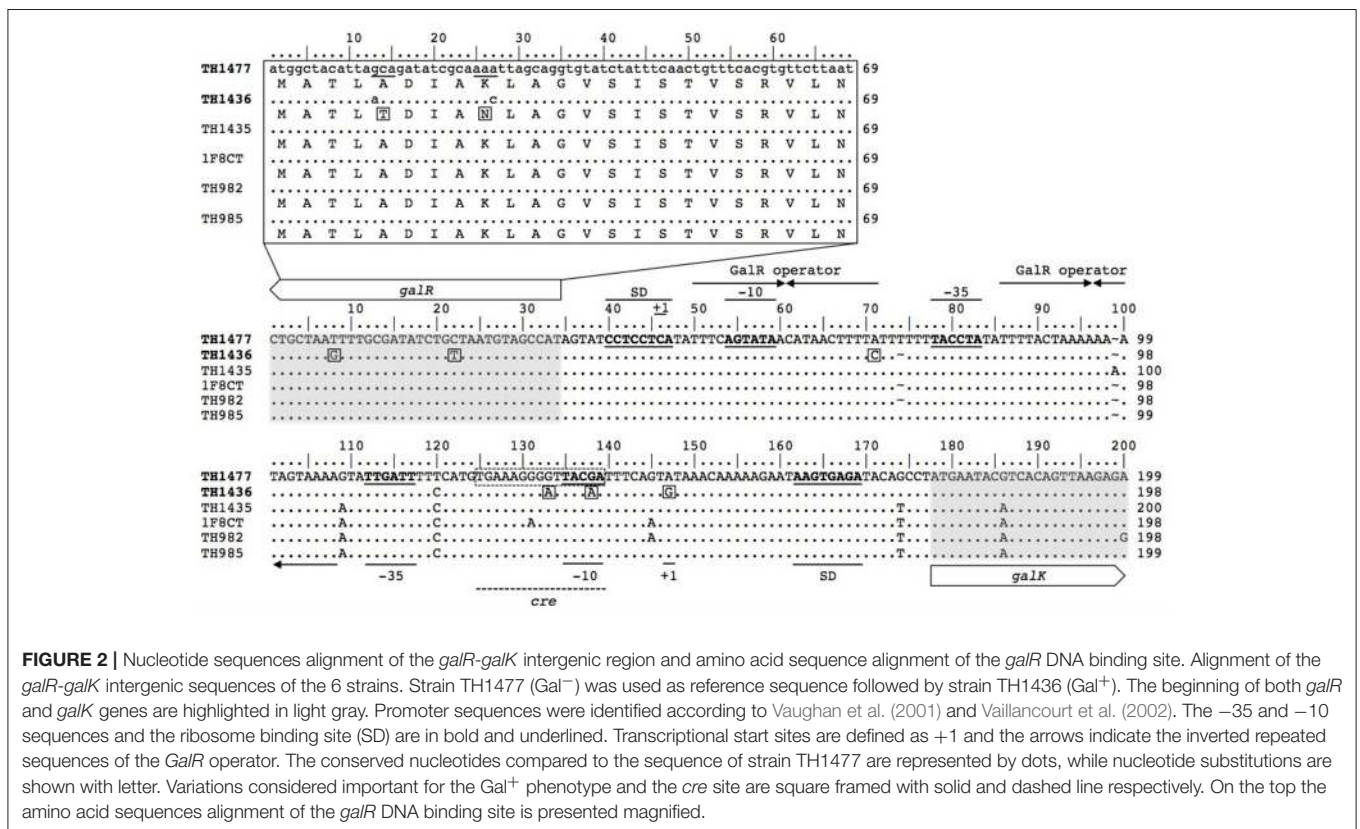 10 20 30 40 50 60
TH1477 atggctacattagcagatatcgcaaaattagcaggtgtatctatttcaactgtttcacgtgttcttaat 69
M A T L A D I A K L A G V S I S T V S R V L N
TH1436 ............a.............c.......................................... 69
M A T L T D I A N L A G V S I S T V S R V L N
TH1435 ..................................................................... 69
M A T L A D I A K L A G V S I S T V S R V L N
1F8CT ..................................................................... 69
M A T L A D I A K L A G V S I S T V S R V L N
TH982 ..................................................................... 69
M A T L A D I A K L A G V S I S T V S R V L N
TH985 ..................................................................... 69
M A T L A D I A K L A G V S I S T V S R V L N
GalR operator GalR operator
galR SD -10 -35
+1
10 20 30 40 50 60 70 80 90 100
TH1477 CTGCTAATTTTGCGATATCTGCTAATGTAGCCATAGTATCCTCCTCATATTTCAGTATAACATAACTTTTATTTTTTTACCTATATTTTACTAAAAAA~A 99
TH1436 .......G.............T................................................C..~........................~. 98
TH1435 ..................................................................................................A. 100
1F8CT .........................................................................~........................~. 98
TH982 .........................................................................~........................~. 98
TH985 ..................................................................................................~. 99
110 120 130 140 150 160 170 180 190 200
TH1477 TAGTAAAAGTATTGATTTTTCATGTGAAAGGGGTTACGATTTCAGTATAAACAAAAAGAATAAGTGAGATACAGCCTATGAATACGTCACAGTTAAGAGA 199
TH1436 ...................C............A....A........G..................................................... 198
TH1435 ........A..........C.....................................................T...........A.............. 200
1F8CT ........A..........C..........A.............A............................T...........A.............. 198
TH982 ........A..........C........................A............................T...........A.............G 198
TH985 ........A..........C.....................................................T...........A.............. 199
-35 -10 +1 SD galK
cre
FIGURE 2 | Nucleotide sequences alignment of the galR-galK intergenic region and amino acid sequence alignment of the galR DNA binding site. Alignment of the
galR-galK intergenic sequences of the 6 strains. Strain TH1477 (Gal−) was used as reference sequence followed by strain TH1436 (Gal+). The beginning of both galR
and galK genes are highlighted in light gray. Promoter sequences were identified according to Vaughan et al. (2001) and Vaillancourt et al. (2002). The −35 and −10
sequences and the ribosome binding site (SD) are in bold and underlined. Transcriptional start sites are defined as +1 and the arrows indicate the inverted repeated
sequences of the GalR operator. The conserved nucleotides compared to the sequence of strain TH1477 are represented by dots, while nucleotide substitutions are
shown with letter. Variations considered important for the Gal+ phenotype and the cre site are square framed with solid and dashed line respectively. On the top the
amino acid sequences alignment of the galR DNA binding site is presented magnified.